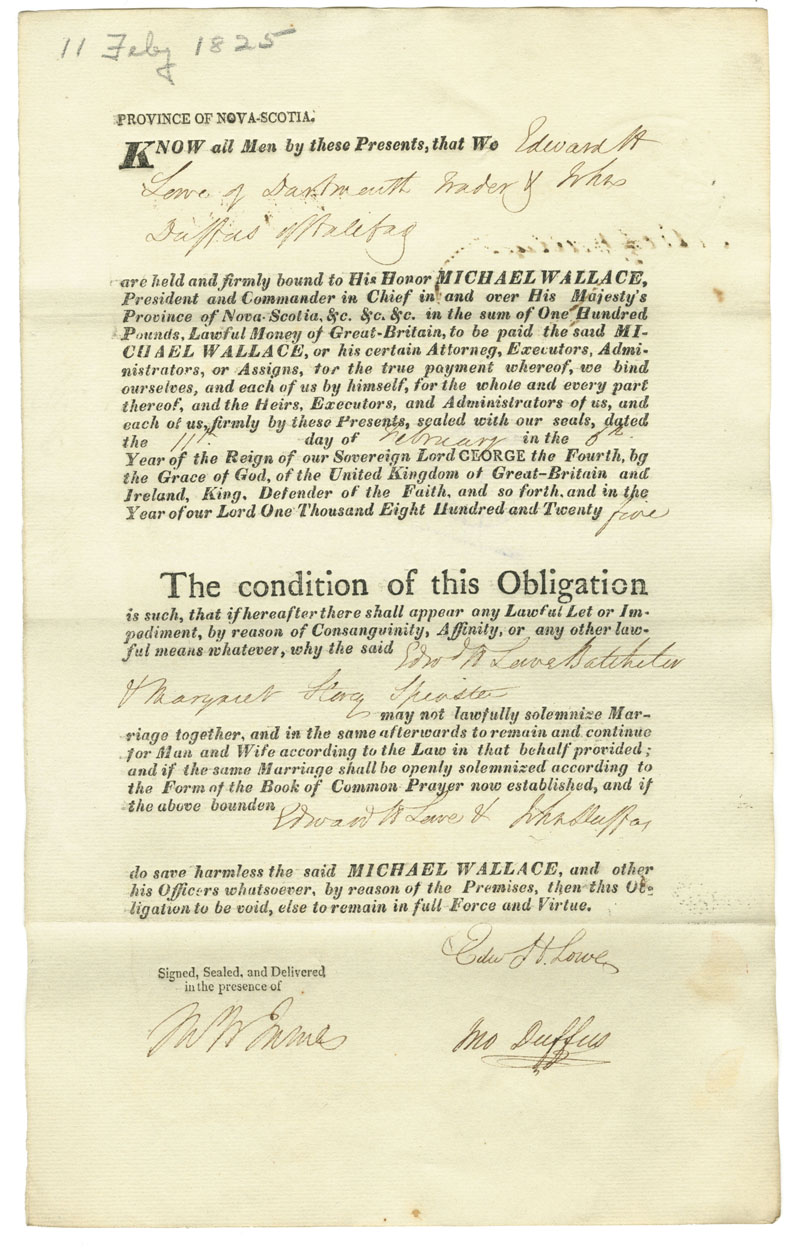 11 Feby 1825
PROVINCE OF NOVA-SCOTIA.
KNOW all Men by these Presents, that We Edward H
Lowe of Dartmouth Trader & John
Duffus of Halifax
are held and firmly bound to His Honor MICHAEL WALLACE,
President and Commander in Chief in and over His Majesty's
Province of Nova-Scotia, &c. &c. &c. in the sum of One Hundred
Pounds, Lawful Money of Great-Britain, to be paid the said MI-
CHAEL WALLACE, or his certain Attorneg, Executors, Admi-
nistrators, or Assigns, for the true payment whereof, we bind
ourselves, and each of us by himself, for the whole and every part
thereof, and the Heirs, Executors, and Administrators of us, and
each of us, firmly by these Presents, sealed with our seals, dated
the 11th day of February in the 6th
Year of the Reign of our Sovereign Lord GEORGE the Fourth, bg
the Grace of God, of the United Kingdom of Great-Britain and
Ireland, King, Defender of the Faith, and so forth, and in the
Year of our Lord One Thousand Eight Hundred and Twenty five
The condition of this Obligation
is such, that if hereafter there shall appear any Lawful Let or Im-
pediment, by reason of Consanguinity, Affinity, or any other law-
ful means whatever, why the said Edwd H Lowe Batchelor
& Margaret Spinster
may not lawfully solemnize Mar-
riage together, and in the same afterwards to remain and continue
for Man and Wife according to the Law in that behalf provided;
and if the same Marriage shall be openly solemnized according to
the Form of the Book of Common Prayer now established, and if
the above bounden Edward H Lowe & John Duffus
do save harmless the said MICHAEL WALLACE, and other
his Officers whatsoever, by reason of the Premises, then this Ob-
ligation to be void, else to remain in full Force and Virtue.
Edw H. Lowe
Signed, Sealed, and Delivered
in the presence of
Jno Duffus